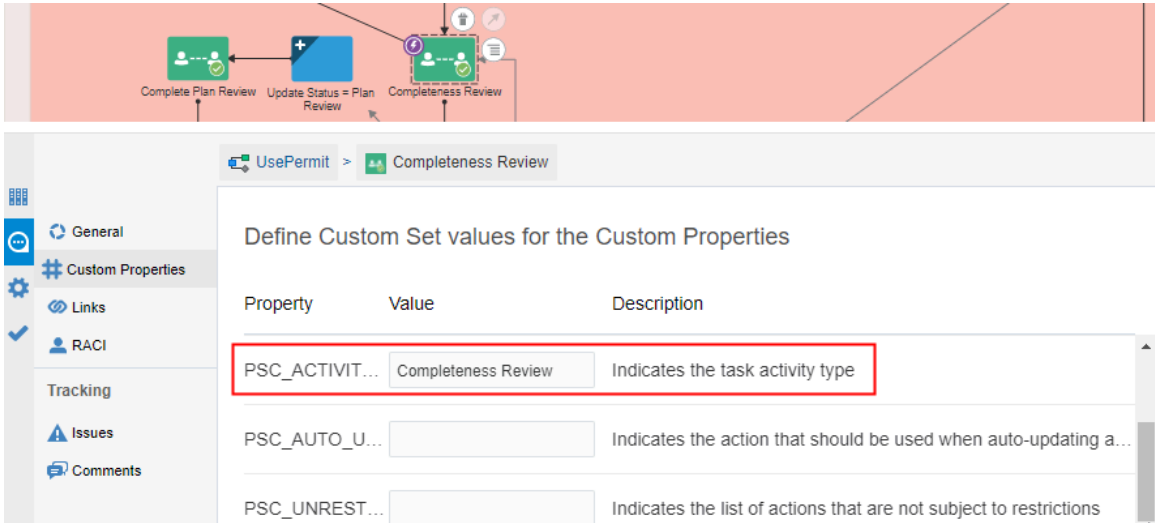 Complete Plan Review
Update Status = Plan
Review
Completeness Review
UsePermit > Completeness Review
General
Custom Properties
Links
RACI
Tracking
Issues
Comments
Define Custom Set values for the Custom Properties
Property Value Description
PSC_ACTIVIT... Completeness Review Indicates the task activity type
PSC_AUTO_U... Indicates the action that should be used when auto-updating a...
PSC_UNREST... Indicates the list of actions that are not subject to restrictions